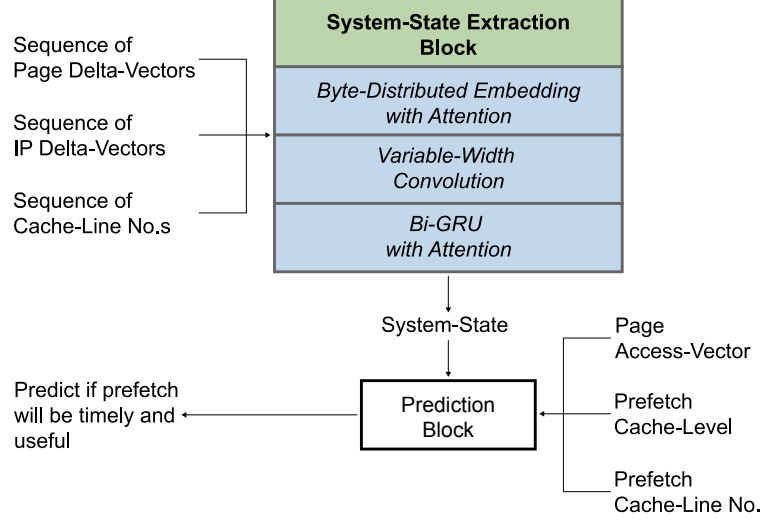 System-State Extraction
Block
Sequence of
Page Delta-Vectors
Sequence of
IP Delta-Vectors
Sequence of
Cache-Line No.s
Byte-Distributed Embedding
with Attention
Variable-Width
Convolution
Bi-GRU
with Attention
System-State
Page
Access-Vector
Prefetch
Cache-Level
Prefetch
Cache-Line No.
Prediction
Block
Predict if prefetch
will be timely and
useful